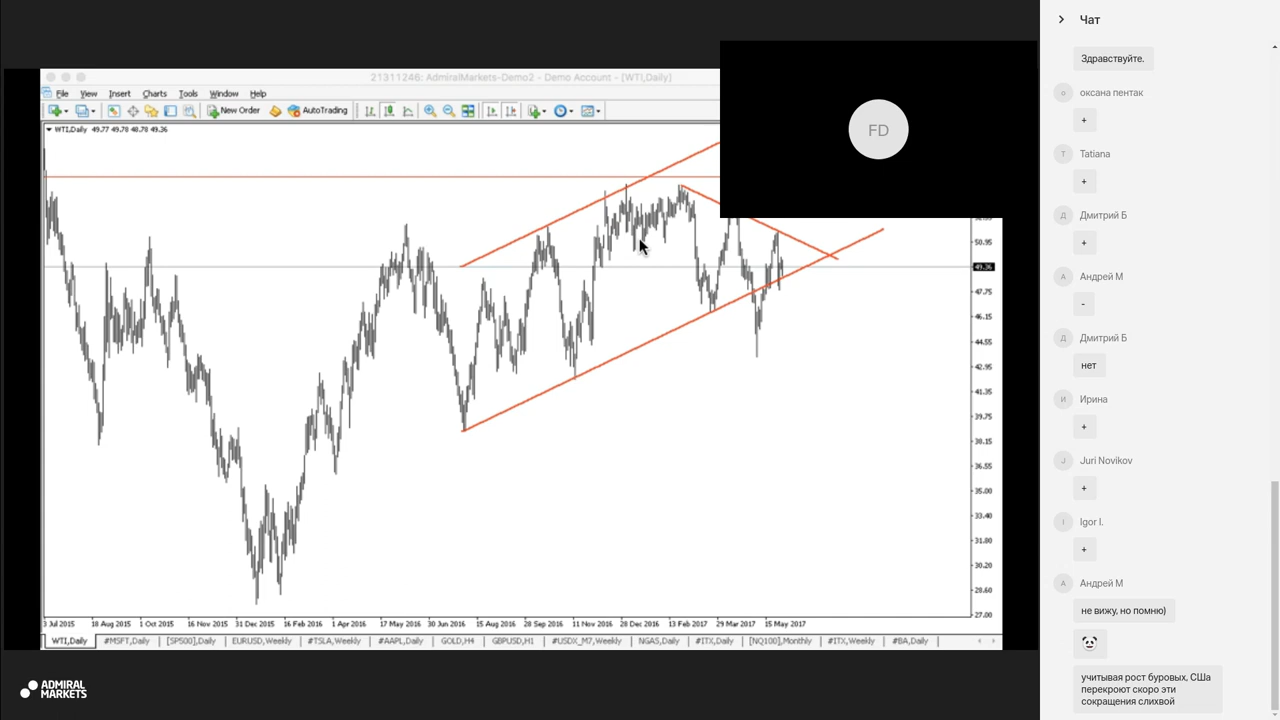 21311246: AdmiralMarkets-Demo2 - Demo Account - [WTI,Daily]
File View Insert Charts Tools Window Help
New Order AutoTrading
WTI,Daily 49.77 49.78 48.78 49.36
FD
50.95
49.36
47.75
46.15
44.55
42.95
41.35
39.75
38.15
36.55
35.00
33.40
31.80
30.20
28.60
27.00
3 Jul 2015 18 Aug 2015 1 Oct 2015 16 Nov 2015 31 Dec 2015 16 Feb 2016 1 Apr 2016 17 May 2016 30 Jun 2016 15 Aug 2016 28 Sep 2016 11 Nov 2016 28 Dec 2016 13 Feb 2017 29 Mar 2017 15 May 2017
WTI,Daily #MSFT,Daily [SP500],Daily EURUSD,Weekly #TSLA,Weekly #AAPL,Daily GOLD,H4 GBPUSD,H1 #USDX_M7,Weekly NGAS,Daily #ITX,Daily [NQ100],Monthly #ITX,Weekly #BA,Daily
ADMIRAL
MARKETS
Чат
Здравствуйте.
о оксана пентак
+
T Tatiana
+
Д Дмитрий Б
+
А Андрей М
-
Д Дмитрий Б
нет
И Ирина
+
J Juri Novikov
+
I Igor I.
+
А Андрей М
не вижу, но помню)
учитывая рост буровых, США
перекроют скоро эти
сокращения слихвой